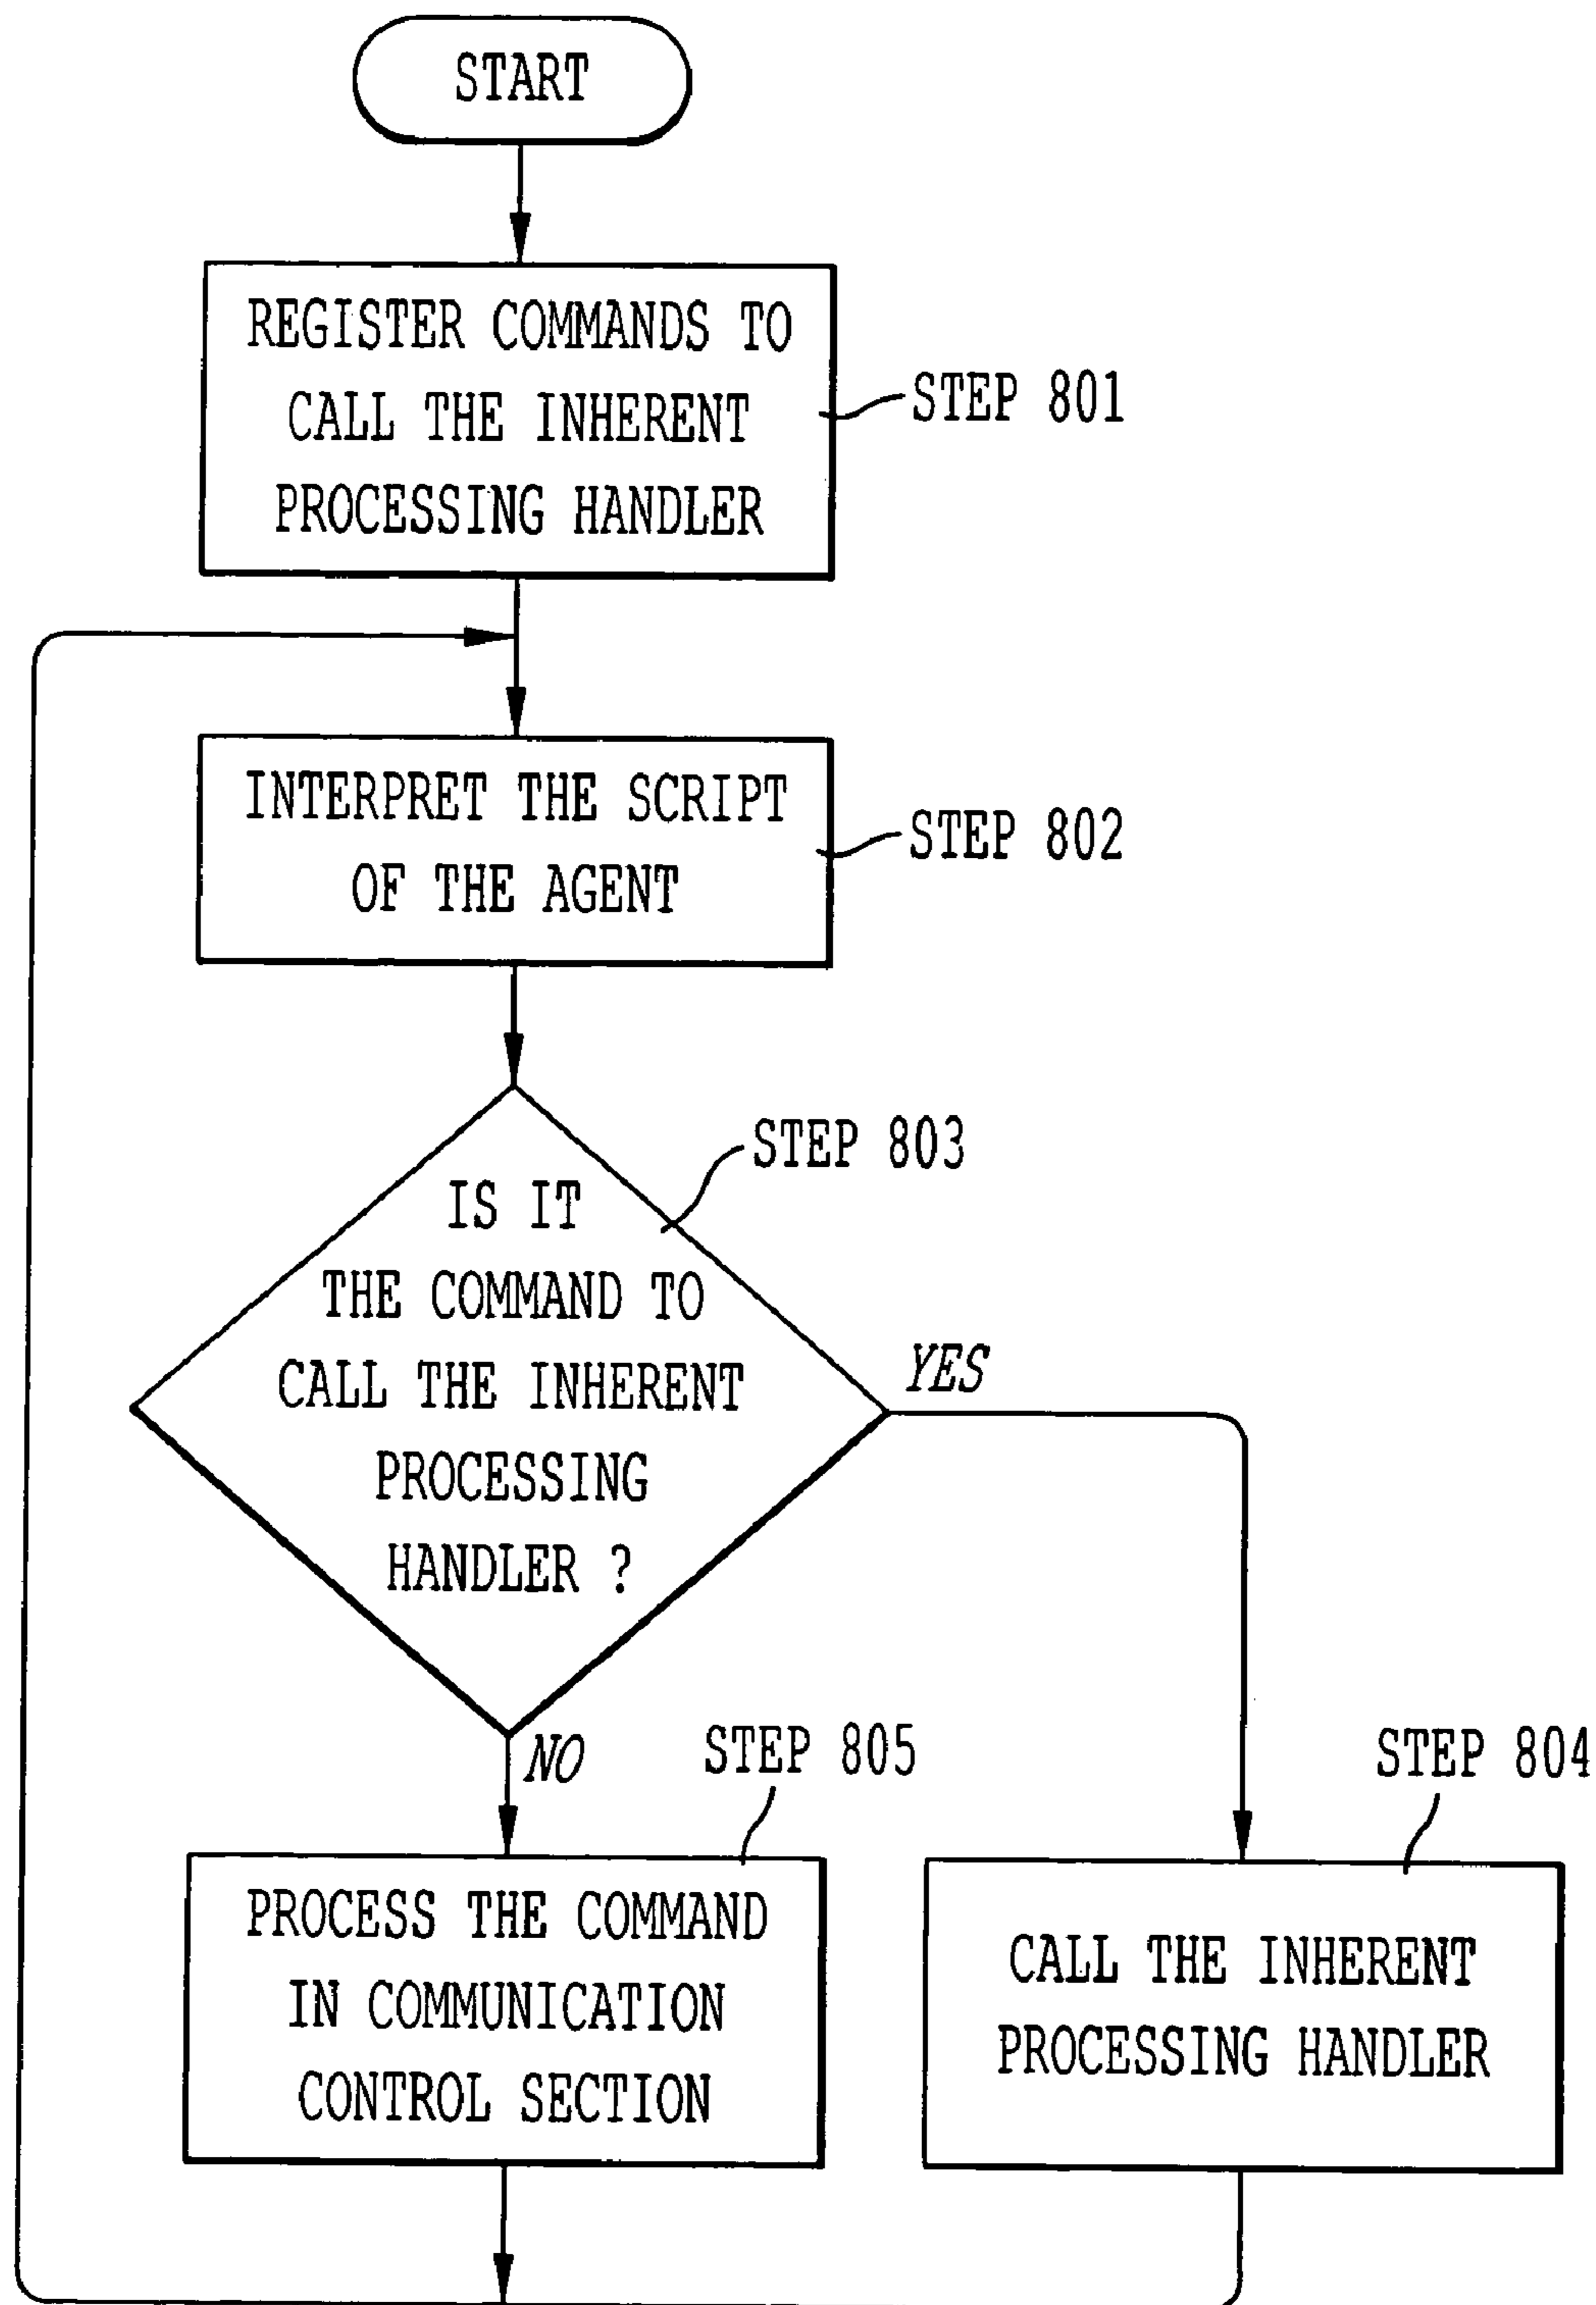 START
REGISTER COMMANDS TO
CALL THE INHERENT
PROCESSING HANDLER
STEP 801
INTERPRET THE SCRIPT
OF THE AGENT
STEP 802
STEP 803
IS IT
THE COMMAND TO
CALL THE INHERENT
PROCESSING
HANDLER ?
YES
NO
STEP 805
STEP 804
PROCESS THE COMMAND
IN COMMUNICATION
CONTROL SECTION
CALL THE INHERENT
PROCESSING HANDLER